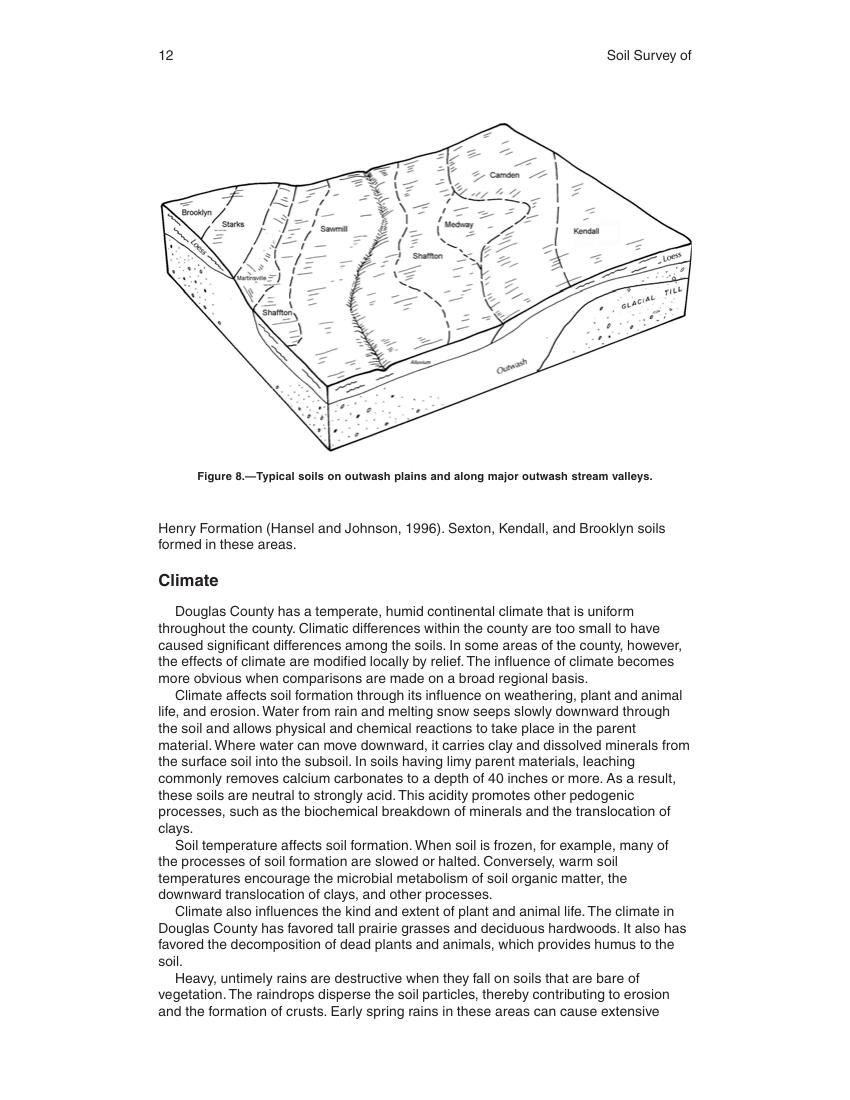 12
Soil Survey of
Camden
Brooklyn
Starks
Sawmill
Medway
Kendall
Loess
Shaffton
Loess
Martinsville
GLACIAL TILL
Shaffton
Alluvium
Outwash
Figure 8.—Typical soils on outwash plains and along major outwash stream valleys.
Henry Formation (Hansel and Johnson, 1996). Sexton, Kendall, and Brooklyn soils
formed in these areas.
Climate
Douglas County has a temperate, humid continental climate that is uniform
throughout the county. Climatic differences within the county are too small to have
caused significant differences among the soils. In some areas of the county, however,
the effects of climate are modified locally by relief. The influence of climate becomes
more obvious when comparisons are made on a broad regional basis.
Climate affects soil formation through its influence on weathering, plant and animal
life, and erosion. Water from rain and melting snow seeps slowly downward through
the soil and allows physical and chemical reactions to take place in the parent
material. Where water can move downward, it carries clay and dissolved minerals from
the surface soil into the subsoil. In soils having limy parent materials, leaching
commonly removes calcium carbonates to a depth of 40 inches or more. As a result,
these soils are neutral to strongly acid. This acidity promotes other pedogenic
processes, such as the biochemical breakdown of minerals and the translocation of
clays.
Soil temperature affects soil formation. When soil is frozen, for example, many of
the processes of soil formation are slowed or halted. Conversely, warm soil
temperatures encourage the microbial metabolism of soil organic matter, the
downward translocation of clays, and other processes.
Climate also influences the kind and extent of plant and animal life. The climate in
Douglas County has favored tall prairie grasses and deciduous hardwoods. It also has
favored the decomposition of dead plants and animals, which provides humus to the
soil.
Heavy, untimely rains are destructive when they fall on soils that are bare of
vegetation. The raindrops disperse the soil particles, thereby contributing to erosion
and the formation of crusts. Early spring rains in these areas can cause extensive